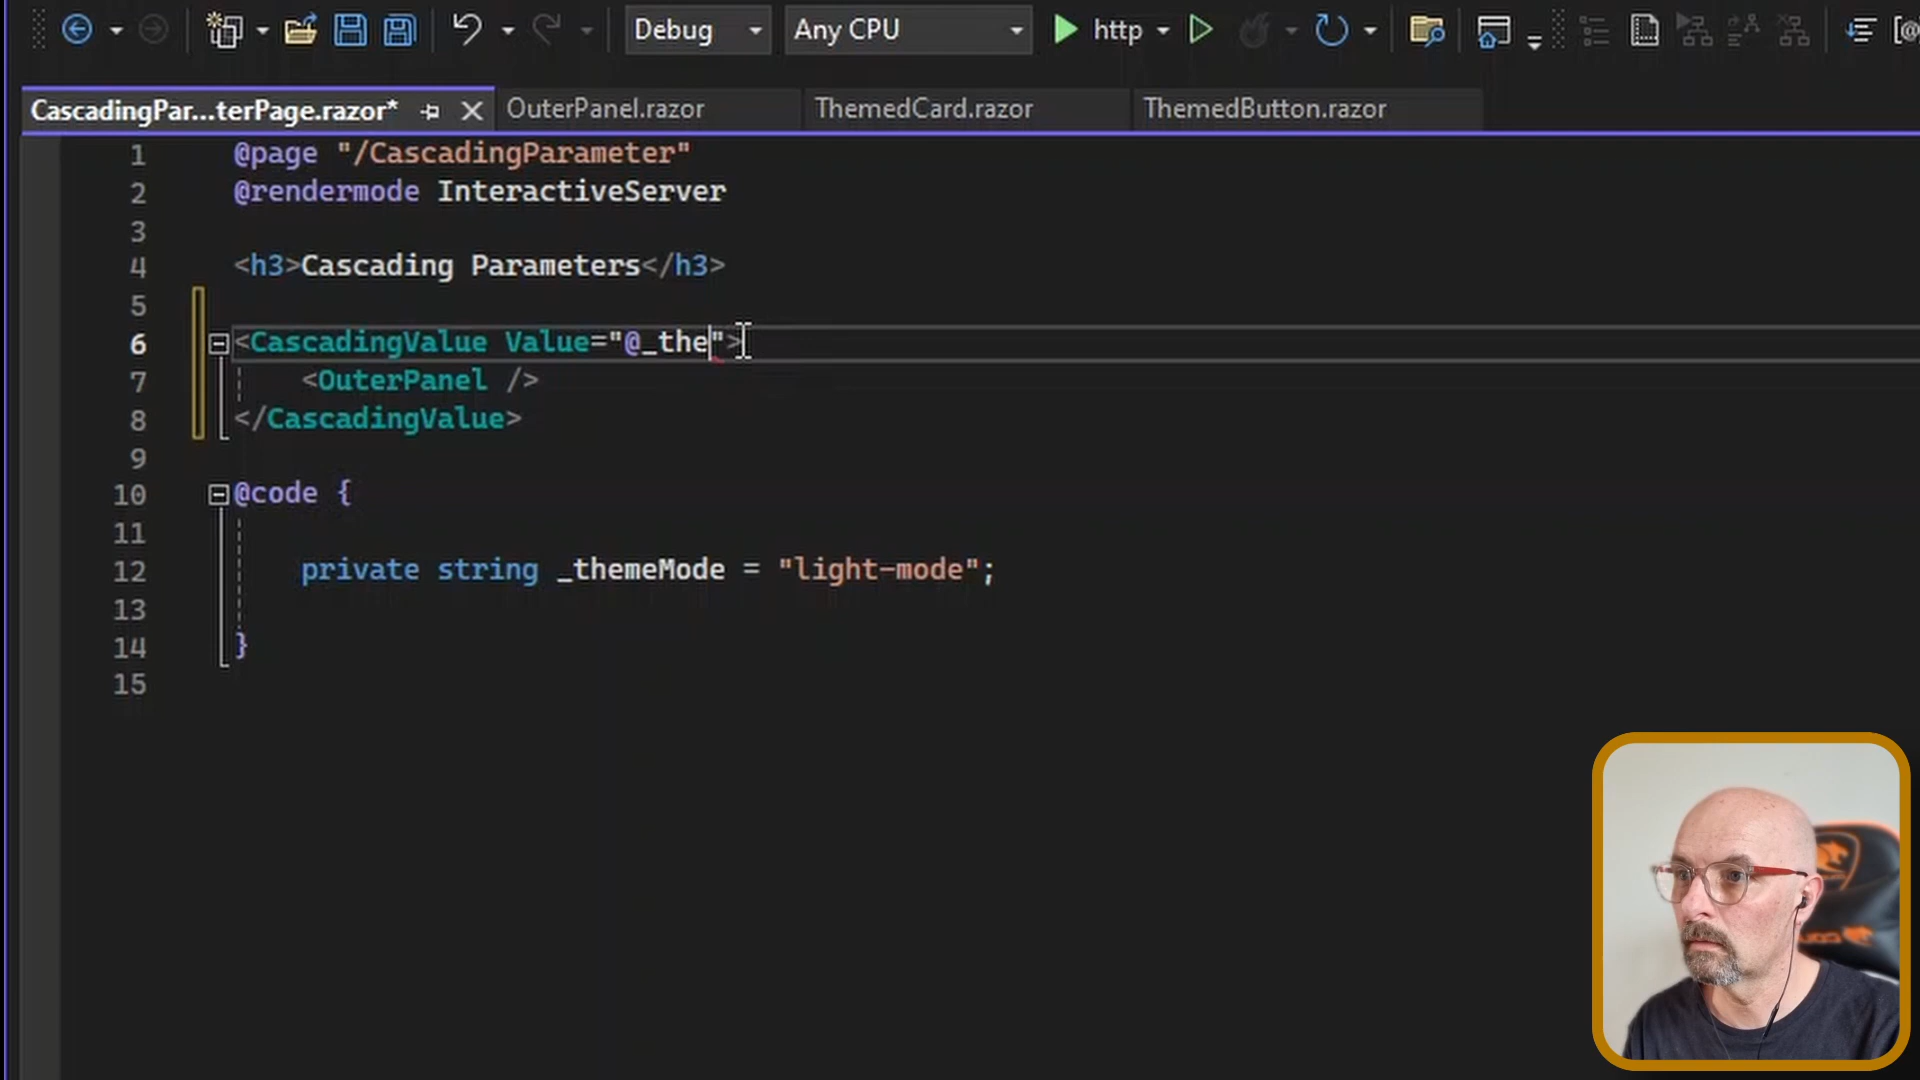 Debug Any CPU http
CascadingPar...terPage.razor* OuterPanel.razor ThemedCard.razor ThemedButton.razor
1 @page "/CascadingParameter"
2 @rendermode InteractiveServer
3
4 <h3>Cascading Parameters</h3>
5
6 <CascadingValue Value="@_the">
7 <OuterPanel />
8 </CascadingValue>
9
10 @code {
11
12 private string _themeMode = "light-mode";
13
14 }
15